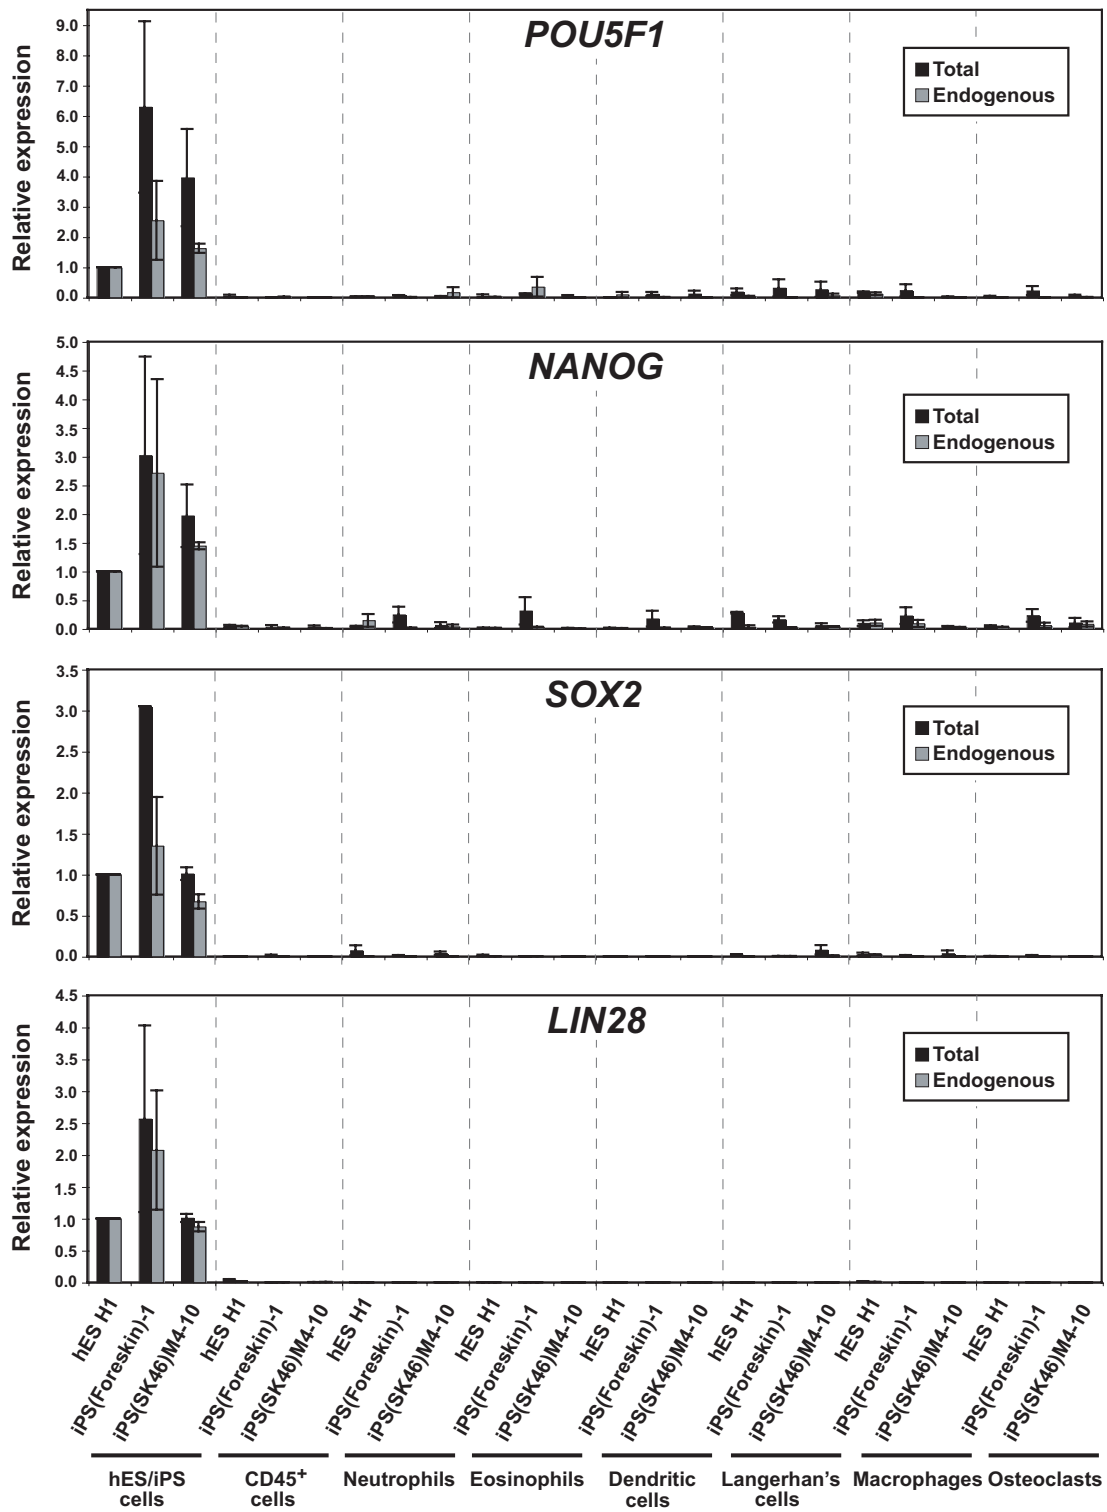 POU5F1
Relative expression
9.0
8.0
7.0
6.0
5.0
4.0
3.0
2.0
1.0
0.0
Total
Endogenous
NANOG
Relative expression
5.0
4.5
4.0
3.5
3.0
2.5
2.0
1.5
1.0
0.5
0.0
Total
Endogenous
SOX2
Relative expression
3.5
3.0
2.5
2.0
1.5
1.0
0.5
0.0
Total
Endogenous
LIN28
Relative expression
4.5
4.0
3.5
3.0
2.5
2.0
1.5
1.0
0.5
0.0
Total
Endogenous
hES H1
iPS(Foreskin)-1
iPS(SK46)M4-10
hES H1
iPS(Foreskin)-1
iPS(SK46)M4-10
hES H1
iPS(Foreskin)-1
iPS(SK46)M4-10
hES H1
iPS(Foreskin)-1
iPS(SK46)M4-10
hES H1
iPS(Foreskin)-1
iPS(SK46)M4-10
hES H1
iPS(Foreskin)-1
iPS(SK46)M4-10
hES H1
iPS(Foreskin)-1
iPS(SK46)M4-10
hES H1
iPS(Foreskin)-1
iPS(SK46)M4-10
hES/iPS
cells
CD45+
cells
Neutrophils
Eosinophils
Dendritic
cells
Langerhan's
cells
Macrophages
Osteoclasts